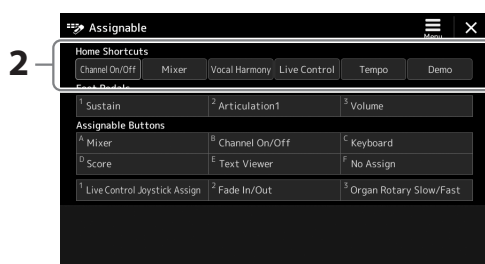 Assignable
Menu
2
Home Shortcuts
Channel On/Off Mixer Vocal Harmony Live Control Tempo Demo
Foot Pedals
1 Sustain 2 Articulation1 3 Volume
Assignable Buttons
A Mixer B Channel On/Off C Keyboard
D Score E Text Viewer F No Assign
1 Live Control Joystick Assign 2 Fade In/Out 3 Organ Rotary Slow/Fast